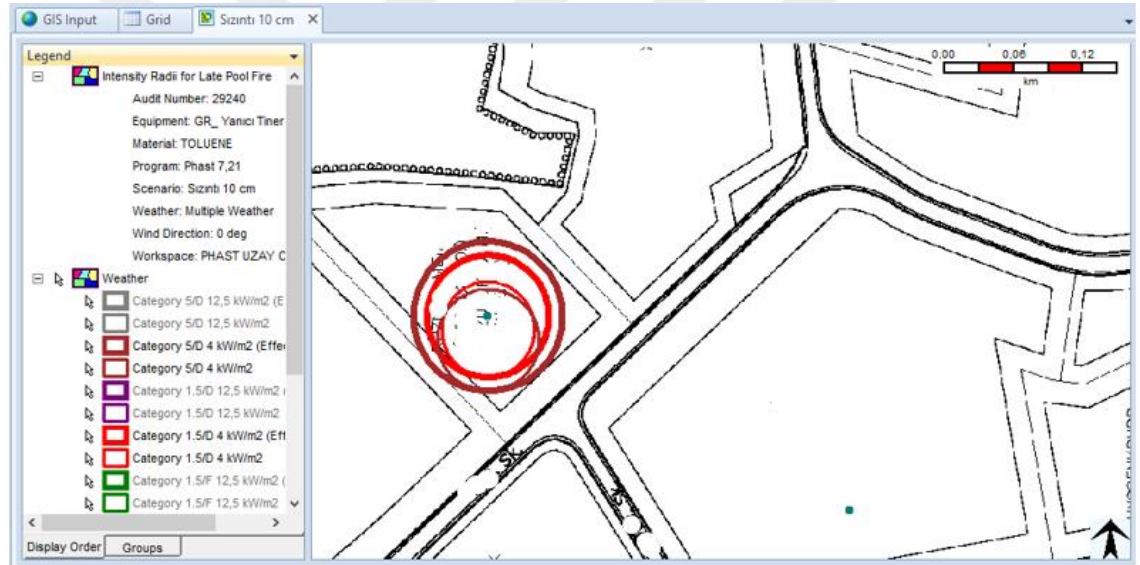 GIS Input Grid Sızıntı 10 cm
Legend
Intensity Radii for Late Pool Fire
Audit Number: 29240
Equipment: GR_ Yanıcı Tiner
Material: TOLUENE
Program: Phast 7,21
Scenario: Sızıntı 10 cm
Weather: Multiple Weather
Wind Direction: 0 deg
Workspace: PHAST UZAY C
Weather
Category 5/D 12,5 kW/m2 (E
Category 5/D 12,5 kW/m2
Category 5/D 4 kW/m2 (Effe
Category 5/D 4 kW/m2
Category 1.5/D 12,5 kW/m2 (
Category 1.5/D 12,5 kW/m2
Category 1.5/D 4 kW/m2 (Eff
Category 1.5/D 4 kW/m2
Category 1.5/F 12,5 kW/m2 (
Category 1.5/F 12,5 kW/m2
Display Order Groups
0,00 0,06 0,12
km
SK.
SK.